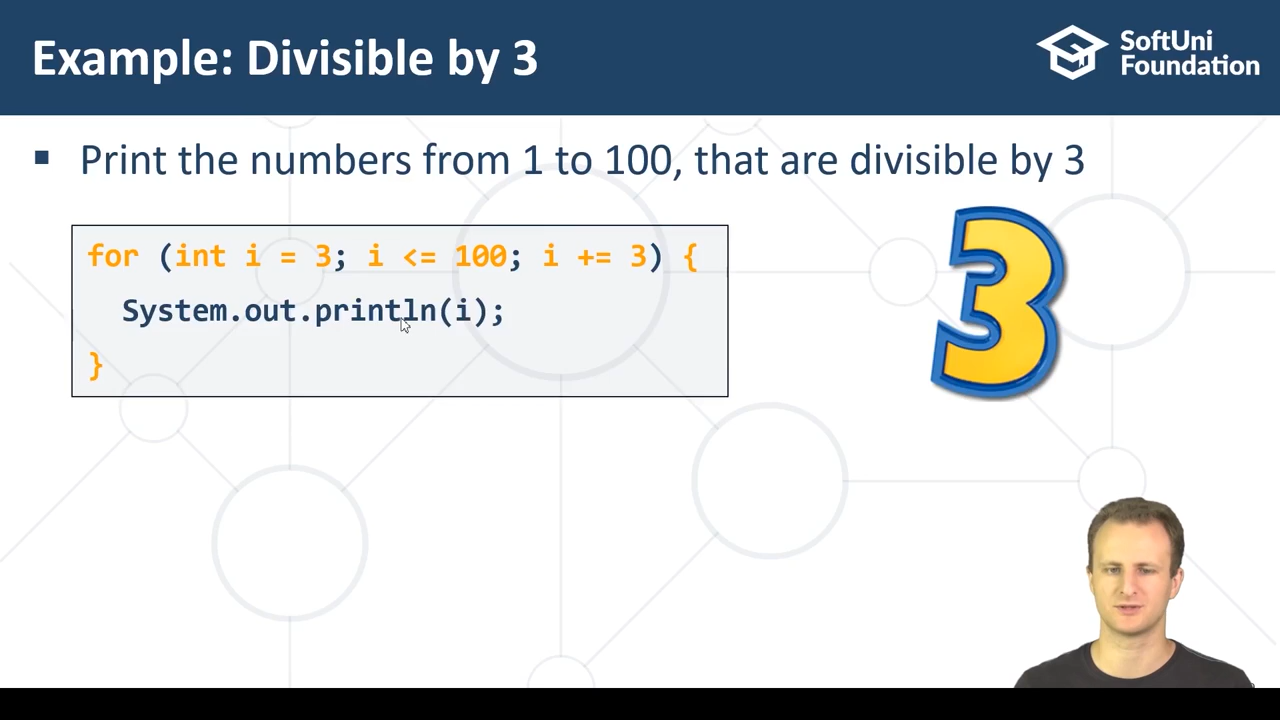 Example: Divisible by 3
SoftUni
Foundation
▪ Print the numbers from 1 to 100, that are divisible by 3
for (int i = 3; i <= 100; i += 3) {
System.out.println(i);
}
3